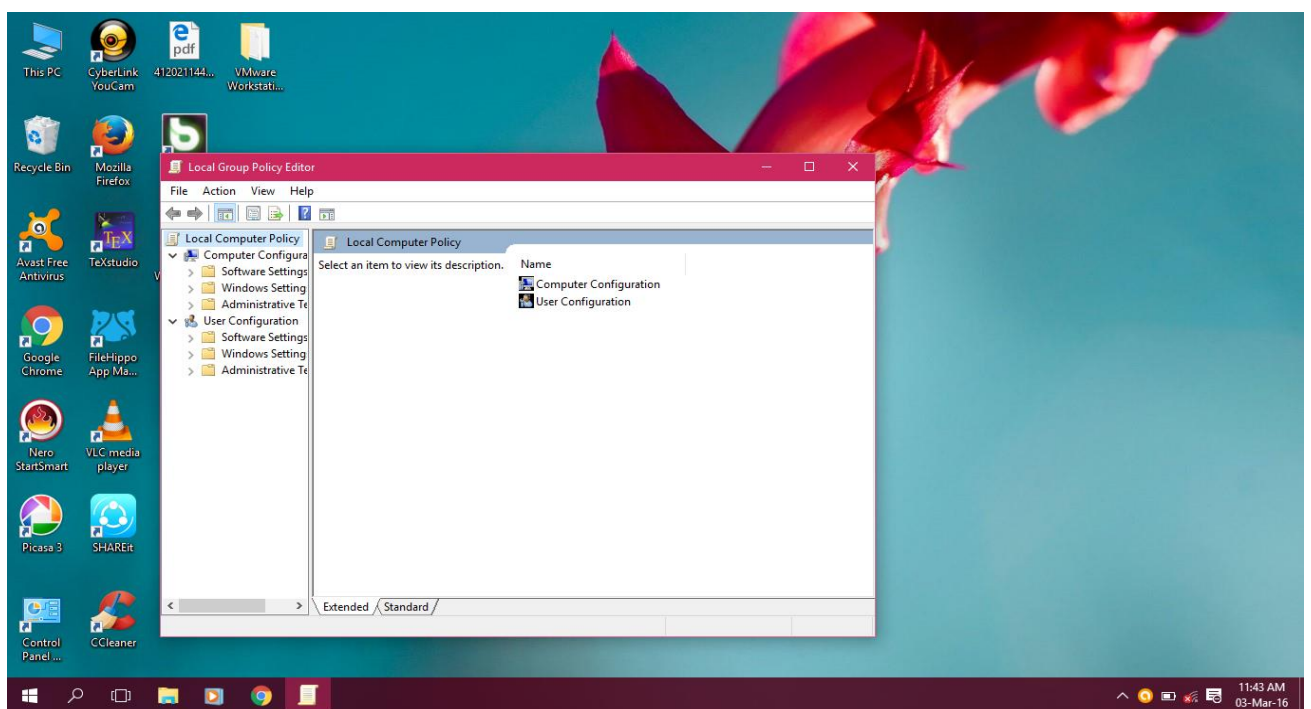 This PC
CyberLink
YouCam
pdf
412021144...
VMware
Workstati...
Recycle Bin
Mozilla
Firefox
Avast Free
Antivirus
TEX
TeXstudio
Google
Chrome
FileHippo
App Ma...
Nero
StartSmart
VLC media
player
Picasa 3
SHAREit
Control
Panel ...
CCleaner
Local Group Policy Editor
File Action View Help
Local Computer Policy
Computer Configura
Software Settings
Windows Setting
Administrative Te
User Configuration
Software Settings
Windows Setting
Administrative Te
Local Computer Policy
Select an item to view its description.
Name
Computer Configuration
User Configuration
Extended Standard
11:43 AM
03-Mar-16